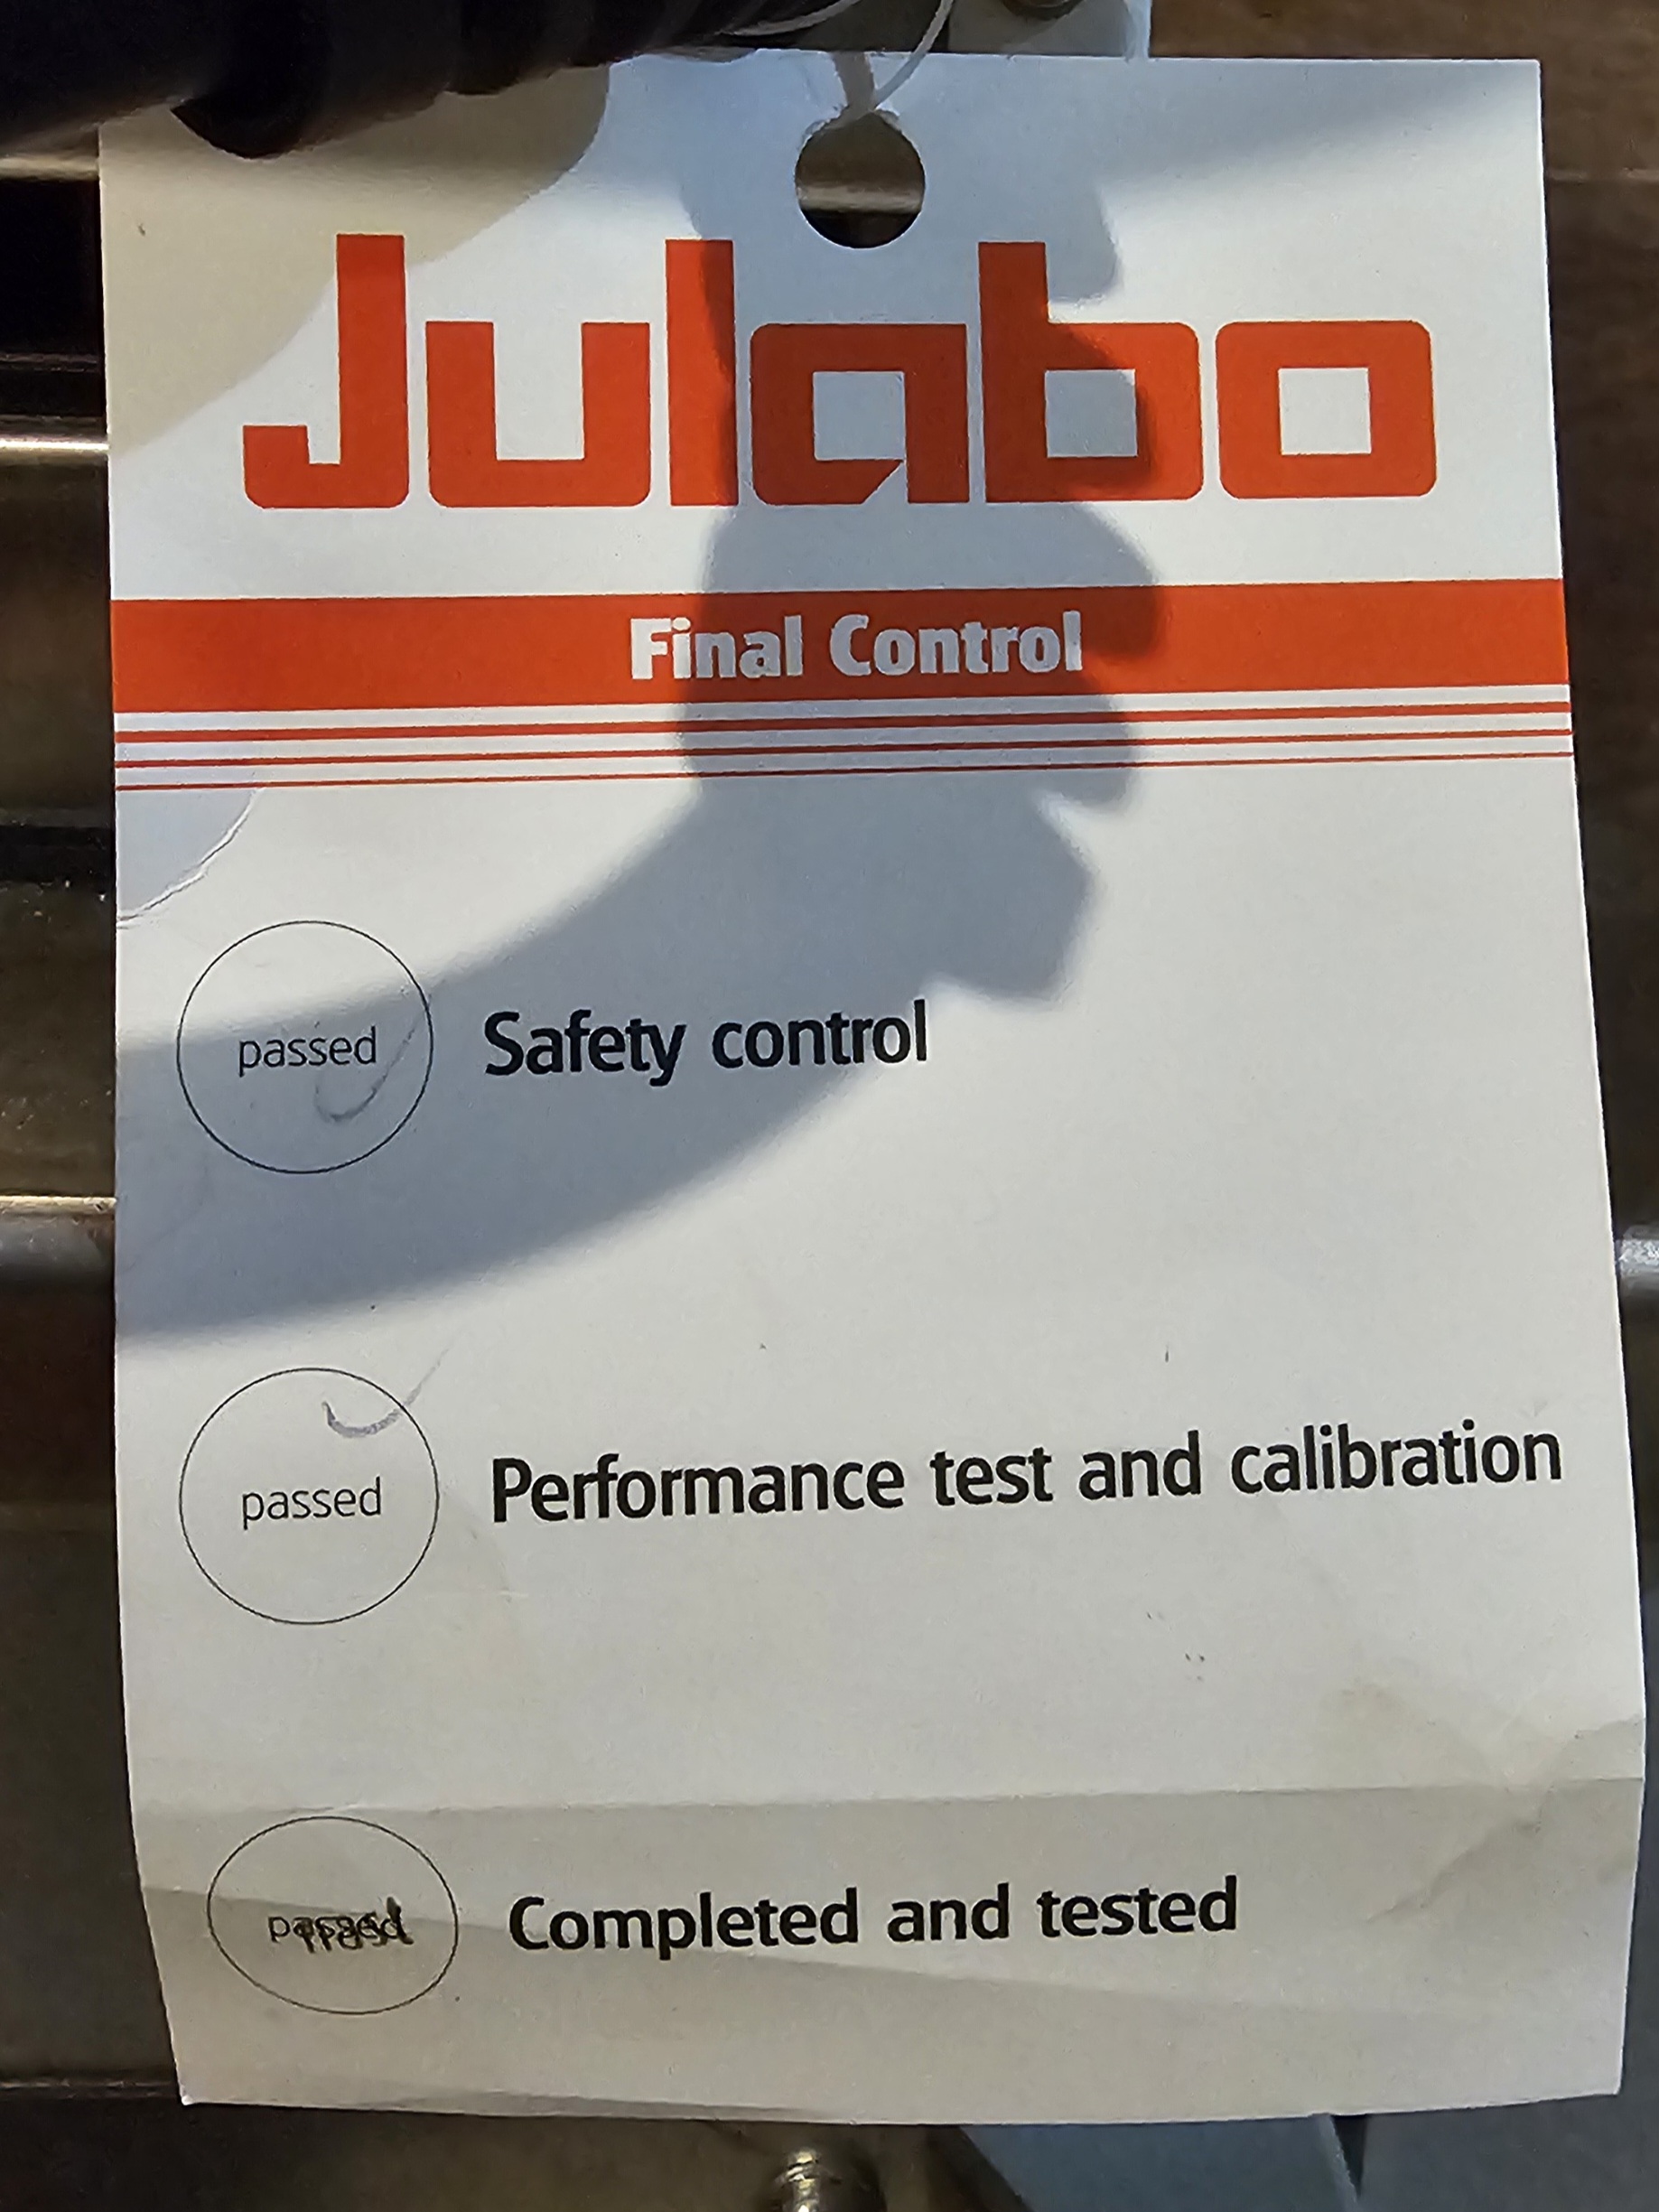 Julabo
Final Control
passed Safety control
passed Performance test and calibration
passed Completed and tested